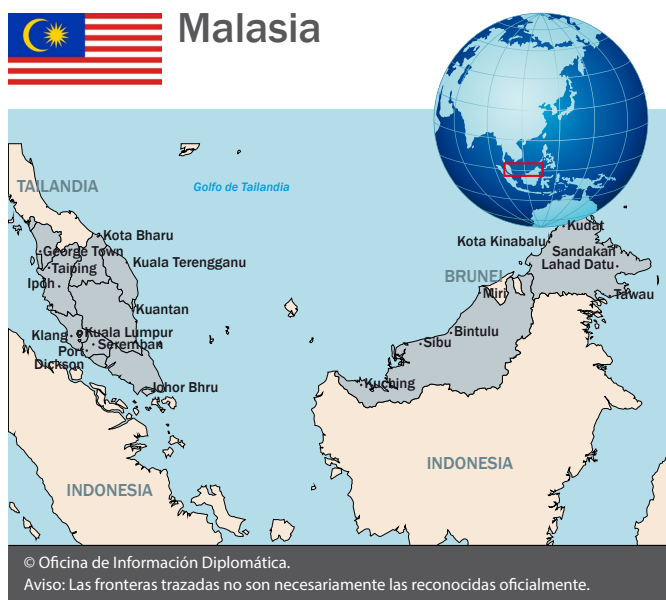 Malasia
TAILANDIA
Golfo de Tailandia
Kota Bharu
George Town
Kuala Terengganu
Taiping
Ipoh
Kuantan
Klang
Kuala Lumpur
Seremban
Port
Dickson
Johor Bhru
Kudat
Kota Kinabalu
Sandakan
Lahad Datu
BRUNEI
Miri
Tawau
Bintulu
Sibu
Kuching
INDONESIA
INDONESIA
© Oficina de Información Diplomática.
Aviso: Las fronteras trazadas no son necesariamente las reconocidas oficialmente.